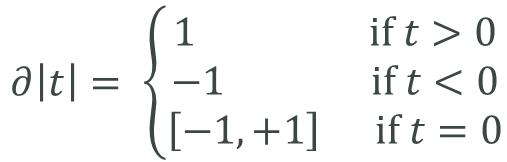 1 if t > 0
∂|t| = { −1 if t < 0
[−1, +1] if t = 0